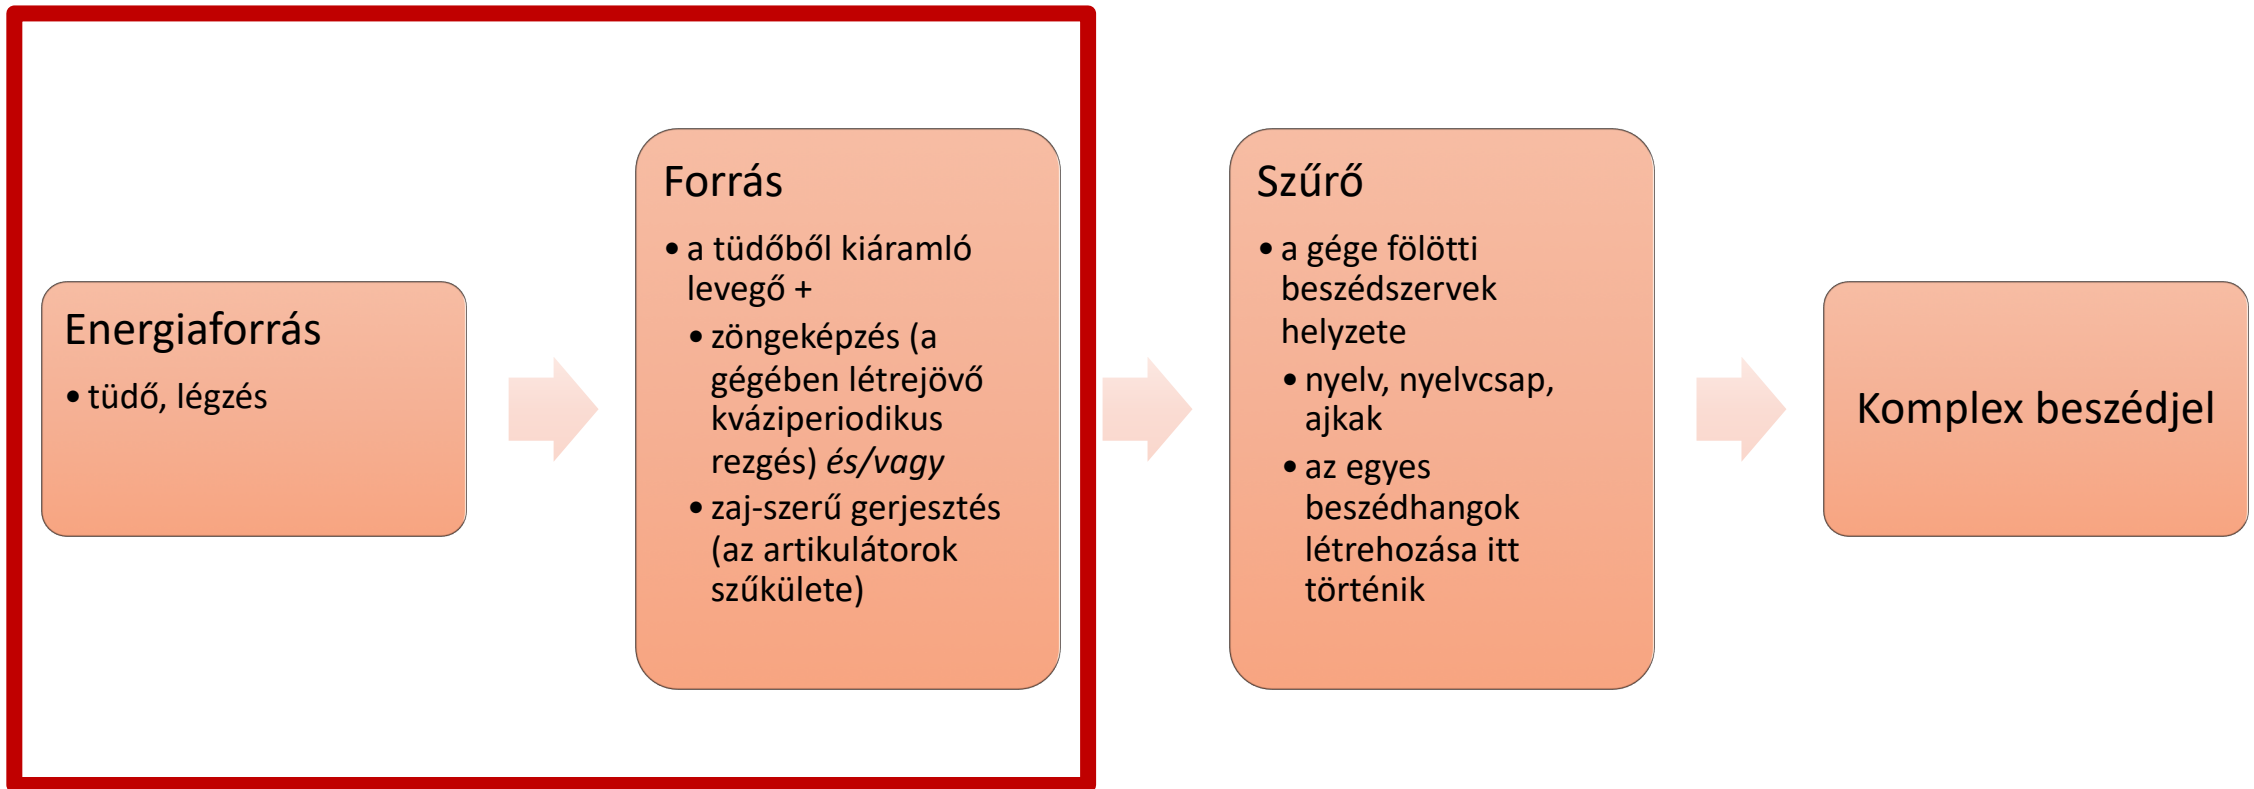 Energiaforrás
• tüdő, légzés
Forrás
• a tüdőből kiáramló
levegő +
• zöngeképzés (a
gégében létrejövő
kváziperiodikus
rezgés) és/vagy
• zaj-szerű gerjesztés
(az artikulátorok
szűkülete)
Szűrő
• a gége fölötti
beszédszervek
helyzete
• nyelv, nyelvcsap,
ajkak
• az egyes
beszédhangok
létrehozása itt
történik
Komplex beszédjel